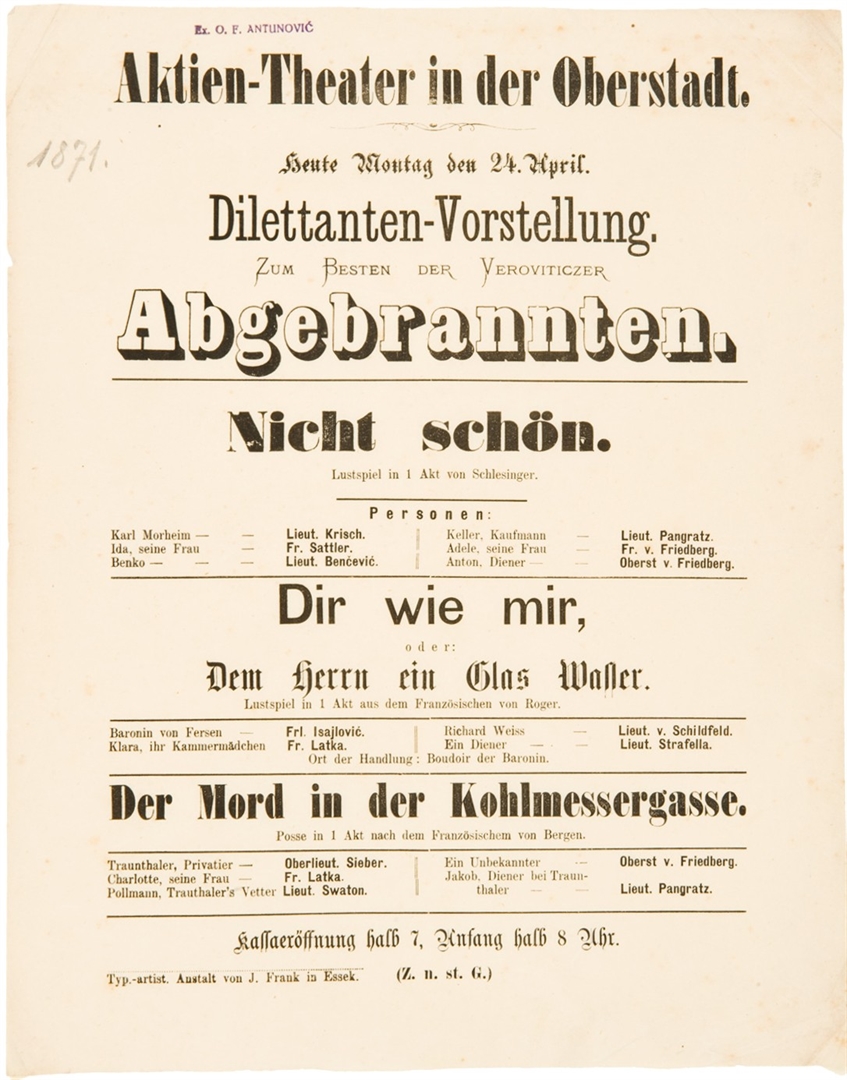 Ex. O. F. ANTUNOVIĆ
Aktien-Theater in der Oberstadt.
1871.
Heute Montag den 24. April.
Dilettanten-Vorstellung.
ZUM BESTEN DER VEROVITICZER
Abgebrannten.
Nicht schön.
Lustspiel in 1 Akt von Schlesinger.
Personen:
Karl Morheim — — Lieut. Krisch. Keller, Kaufmann — Lieut. Pangratz.
Ida, seine Frau — Fr. Sattler. Adele, seine Frau — Fr. v. Friedberg.
Benko — — — Lieut. Benčević. Anton, Diener — — Oberst v. Friedberg.
Dir wie mir,
oder:
Dem Herrn ein Glas Wasser.
Lustspiel in 1 Akt aus dem Französischen von Roger.
Baronin von Fersen — Frl. Isajlović. Richard Weiss — Lieut. v. Schildfeld.
Klara, ihr Kammermädchen Fr. Latka. Ein Diener — — Lieut. Strafella.
Ort der Handlung: Boudoir der Baronin.
Der Mord in der Kohlmessergasse.
Posse in 1 Akt nach dem Französischem von Bergen.
Traunthaler, Privatier — Oberlieut. Sieber. Ein Unbekannter — Oberst v. Friedberg.
Charlotte, seine Frau — Fr. Latka. Jakob, Diener bei Traun-
Pollmann, Trauthaler's Vetter Lieut. Swaton. thaler — — Lieut. Pangratz.
Kassaeröffnung halb 7, Anfang halb 8 Uhr.
Typ.-artist. Anstalt von J. Frank in Essek. (Z. n. st. G.)